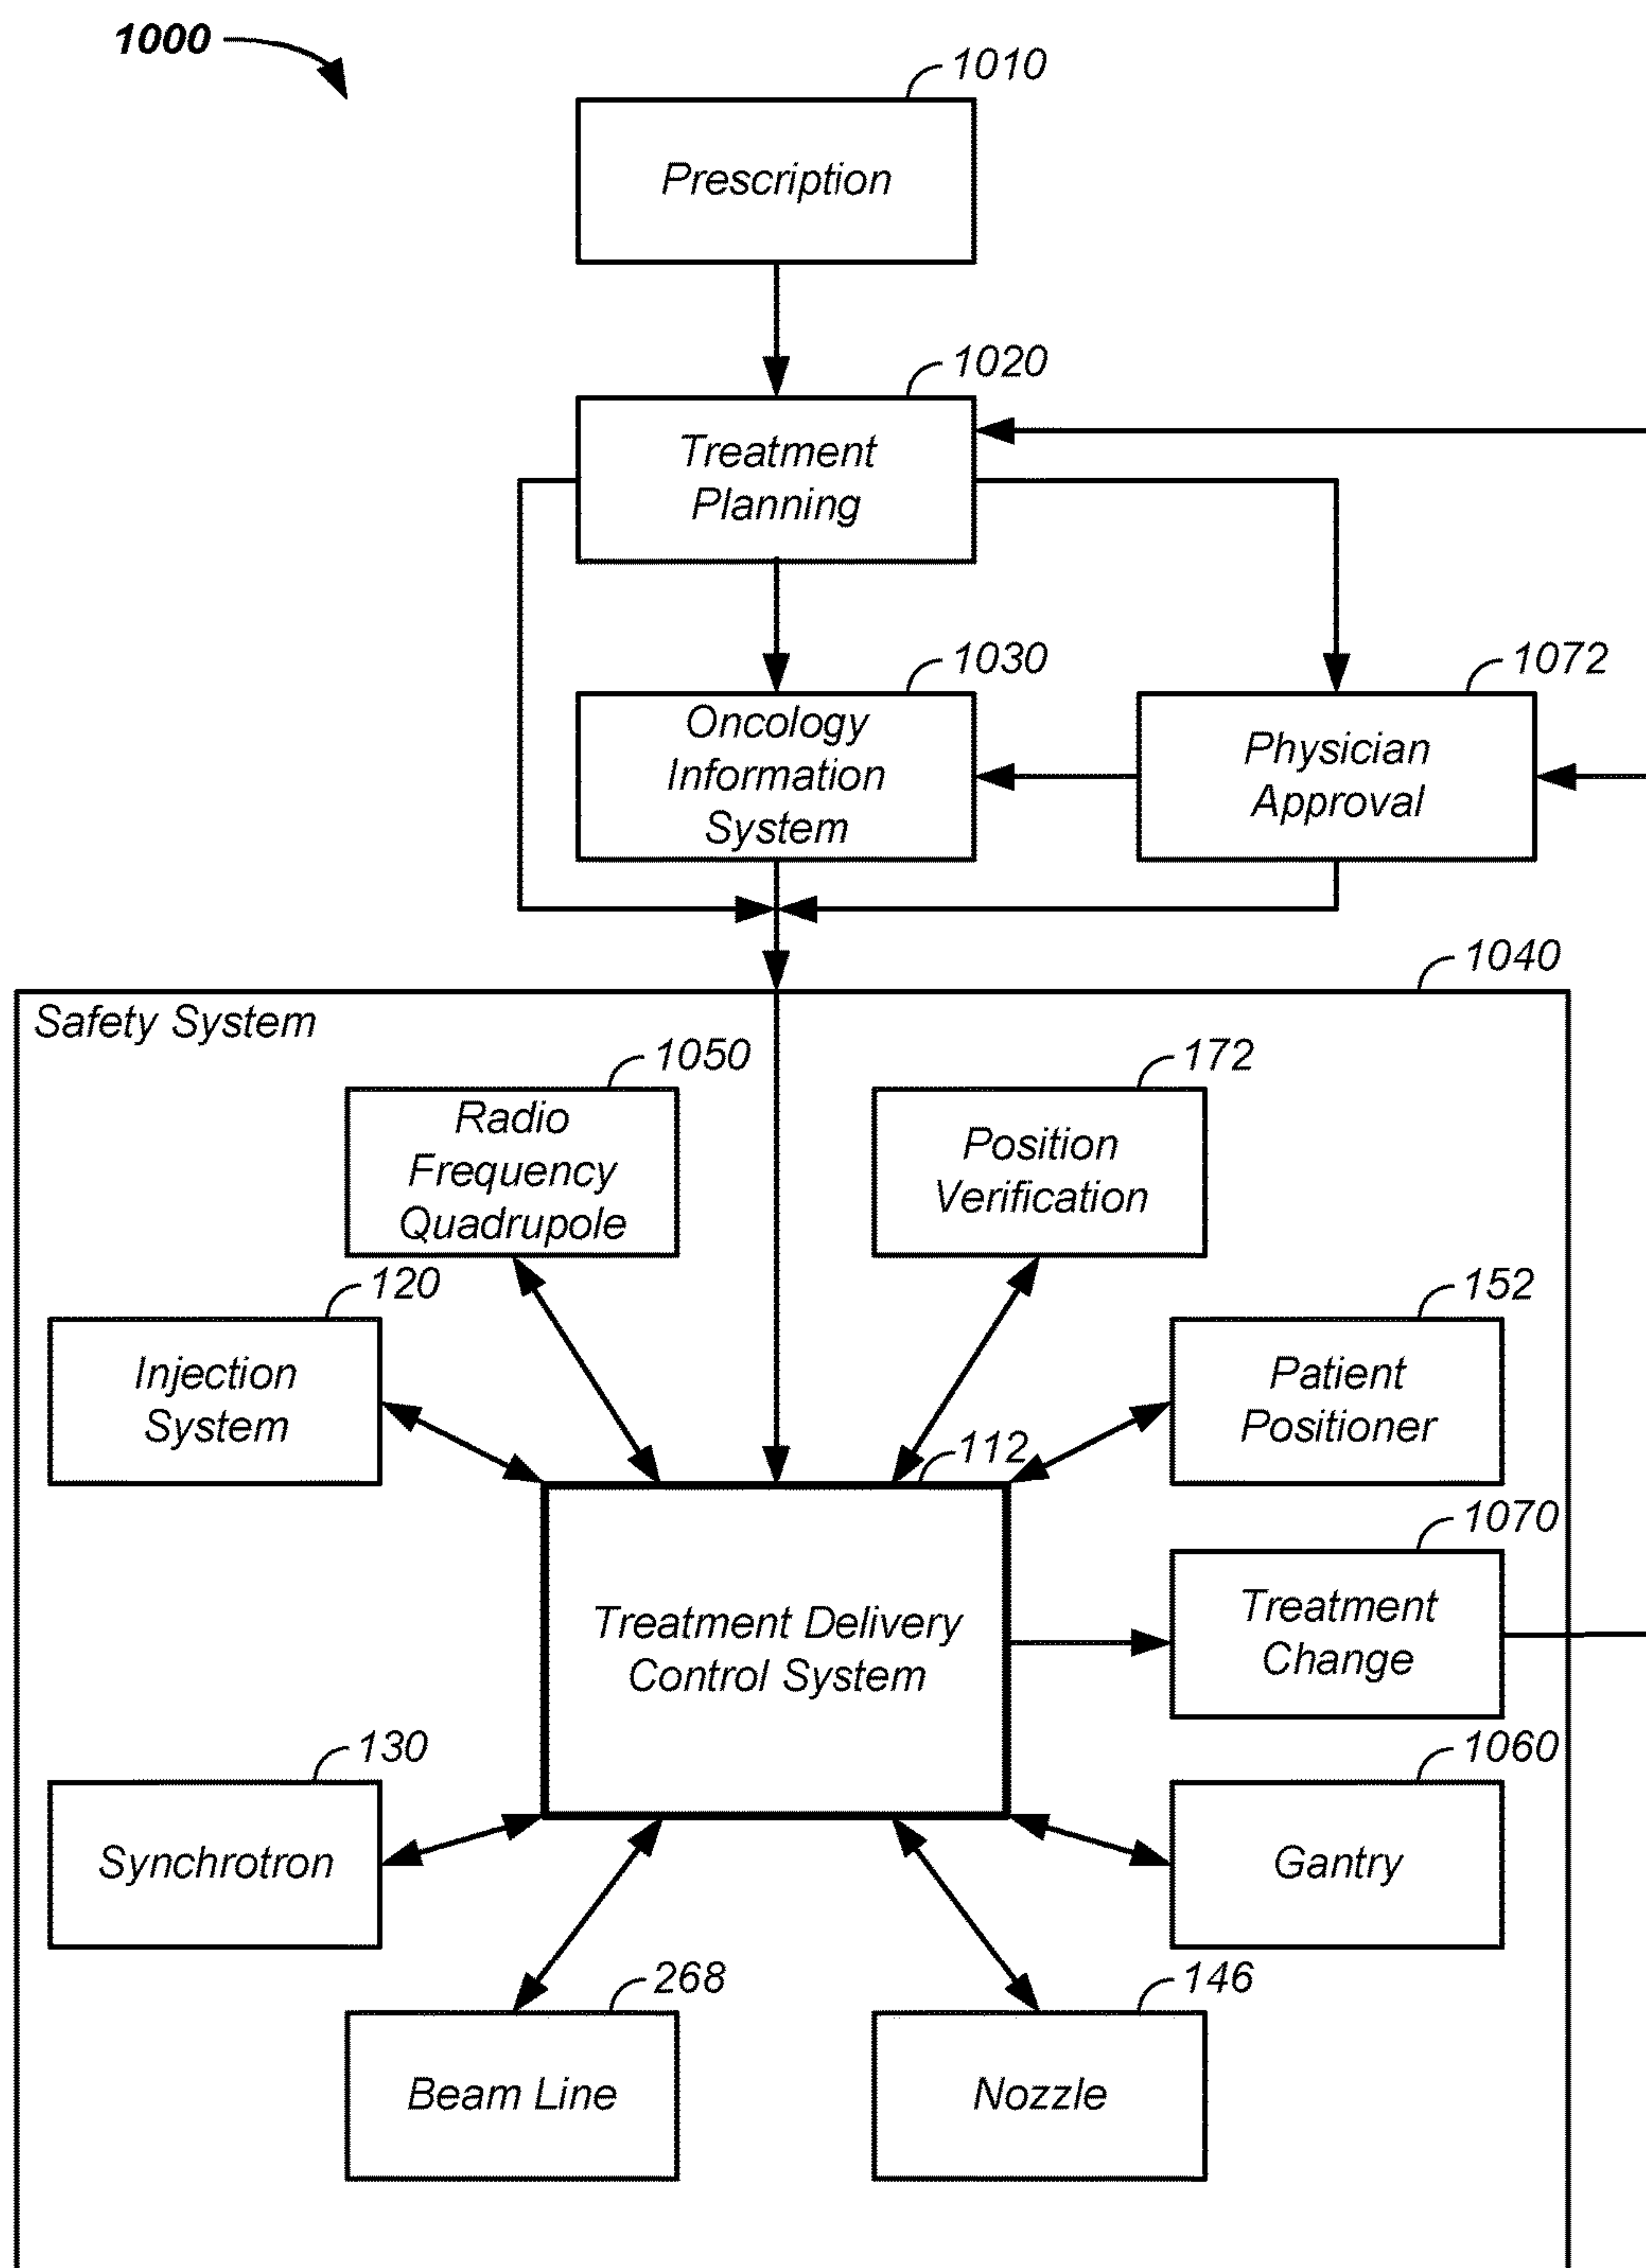 1000
1010
Prescription
1020
Treatment
Planning
1030
Oncology
Information
System
1072
Physician
Approval
1040
Safety System
1050
Radio
Frequency
Quadrupole
172
Position
Verification
120
Injection
System
152
Patient
Positioner
112
Treatment Delivery
Control System
1070
Treatment
Change
130
Synchrotron
1060
Gantry
268
Beam Line
146
Nozzle